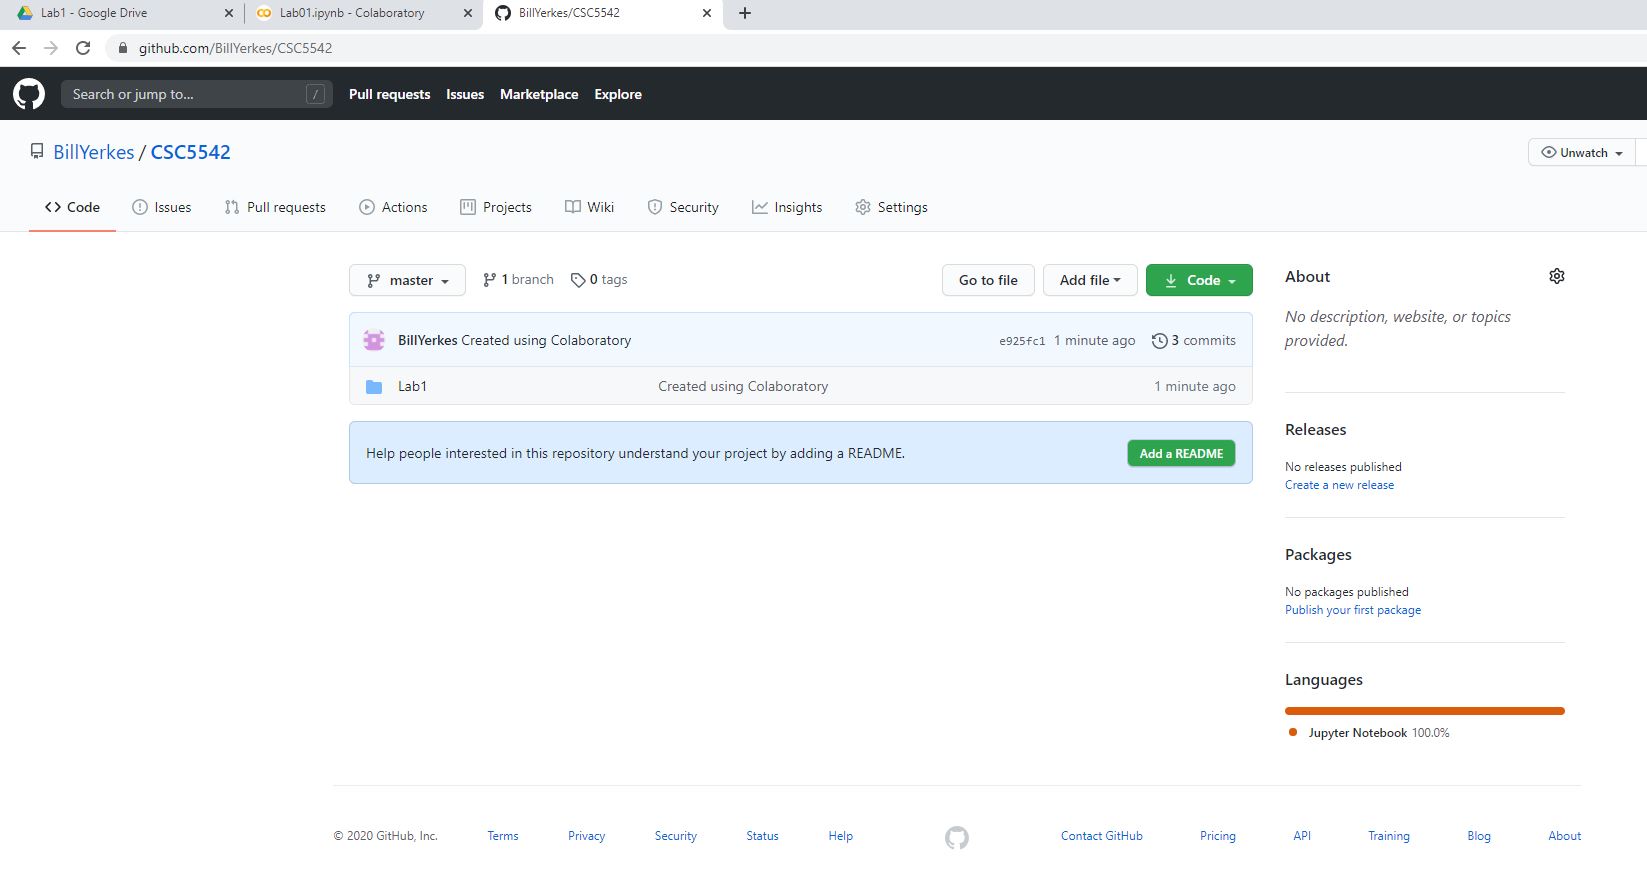 Lab1 - Google Drive
Lab01.ipynb - Colaboratory
BillYerkes/CSC5542
github.com/BillYerkes/CSC5542
Search or jump to... /
Pull requests Issues Marketplace Explore
BillYerkes / CSC5542
Unwatch
Code Issues Pull requests Actions Projects Wiki Security Insights Settings
master 1 branch 0 tags Go to file Add file Code
BillYerkes Created using Colaboratory e925fc1 1 minute ago 3 commits
Lab1 Created using Colaboratory 1 minute ago
Help people interested in this repository understand your project by adding a README. Add a README
About
No description, website, or topics
provided.
Releases
No releases published
Create a new release
Packages
No packages published
Publish your first package
Languages
Jupyter Notebook 100.0%
© 2020 GitHub, Inc. Terms Privacy Security Status Help Contact GitHub Pricing API Training Blog About